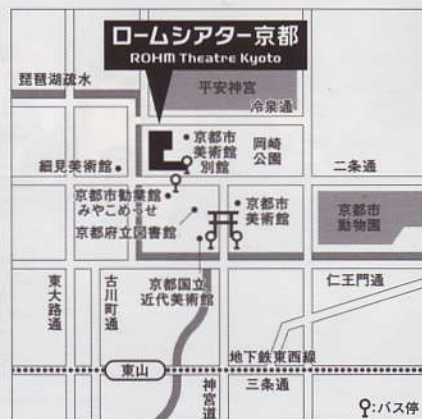 ロームシアター京都
ROHM Theatre Kyoto
琵琶湖疏水
平安神宮
冷泉通
京都市
美術館
別館
岡崎
公園
細見美術館
二条通
京都市勧業館
みやこめっせ
京都市
美術館
京都市
動物園
京都府立図書館
京都国立
近代美術館
仁王門通
東大路通
古川町通
地下鉄東西線
東山
三条通
神宮道
:バス停